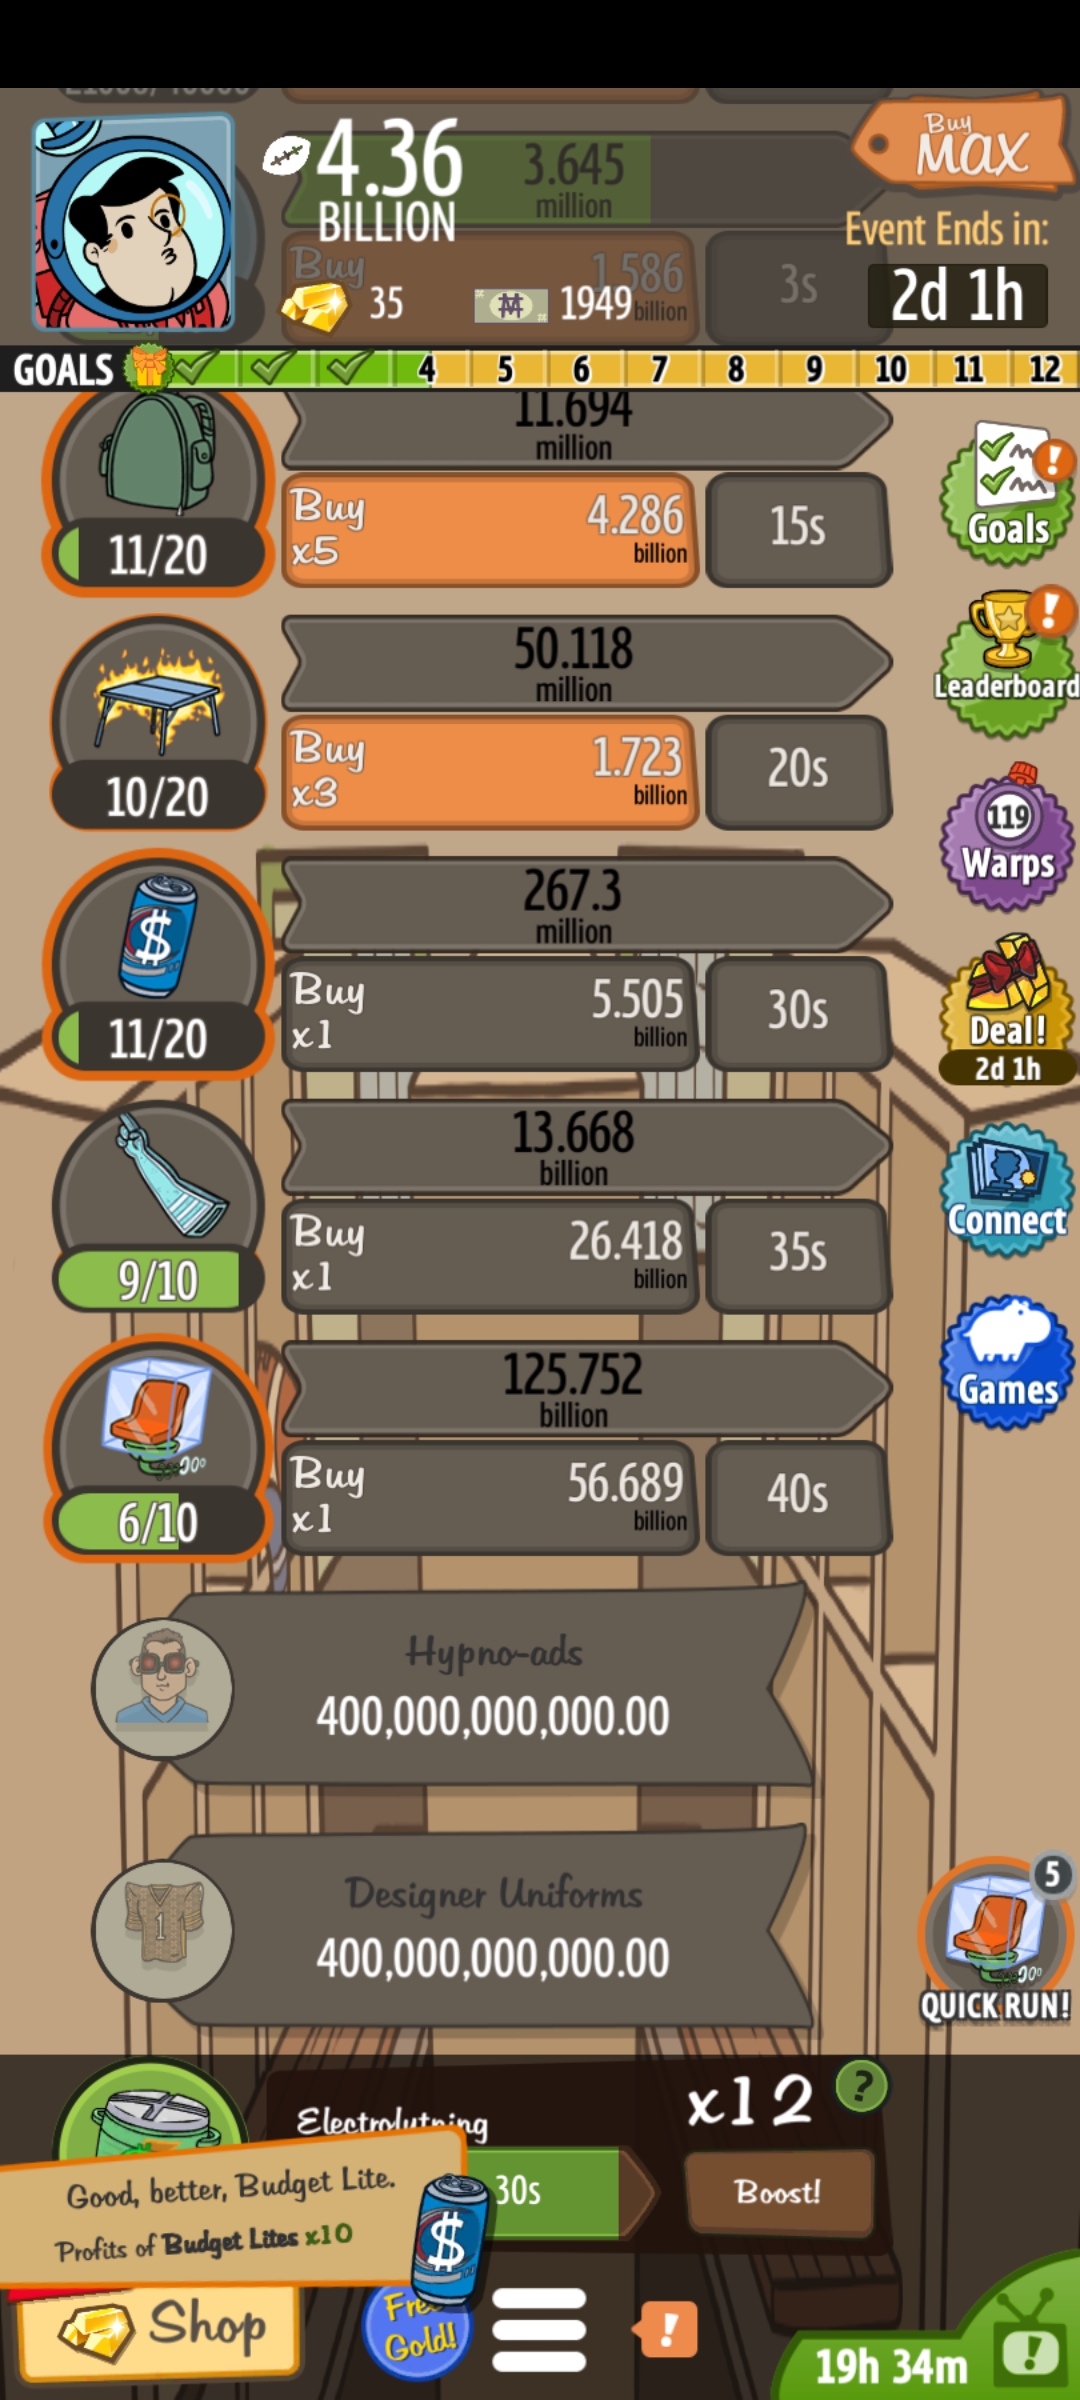 4.36
BILLION
3.645
million
Buy
MAX
Event Ends in:
2d 1h
Buy
1.586
billion
3s
35
1949
GOALS
4
5
6
7
8
9
10
11
12
11.694
million
11/20
Buy
x5
4.286
billion
15s
Goals
50.118
million
10/20
Buy
x3
1.723
billion
20s
Leaderboard
119
Warps
267.3
million
11/20
Buy
x1
5.505
billion
30s
Deal!
2d 1h
13.668
billion
9/10
Buy
x1
26.418
billion
35s
Connect
Games
125.752
billion
6/10
Buy
x1
56.689
billion
40s
Hypno-ads
400,000,000,000.00
Designer Uniforms
400,000,000,000.00
5
QUICK RUN!
x12
?
30s
Boost!
Good, better, Budget Lite.
Profits of Budget Lites x10
Shop
Free
Gold!
19h 34m